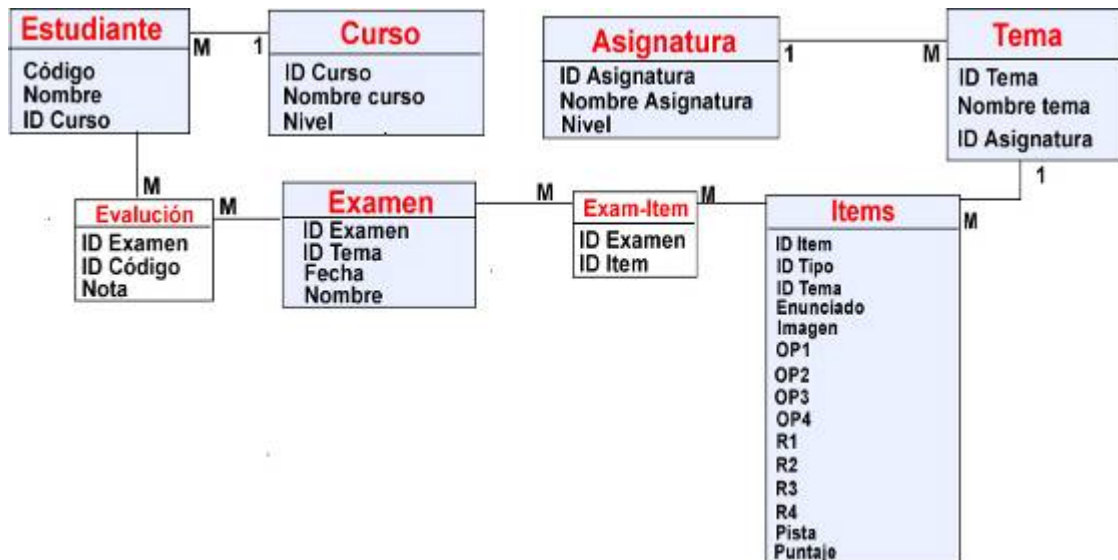 Estudiante
Código
Nombre
ID Curso
M
1
Curso
ID Curso
Nombre curso
Nivel
Asignatura
ID Asignatura
Nombre Asignatura
Nivel
1
M
Tema
ID Tema
Nombre tema
ID Asignatura
M
Evalución
ID Examen
ID Código
Nota
M
Examen
ID Examen
ID Tema
Fecha
Nombre
M
Exam-Item
ID Examen
ID Item
M
1
M
Items
ID Item
ID Tipo
ID Tema
Enunciado
Imagen
OP1
OP2
OP3
OP4
R1
R2
R3
R4
Pista
Puntaje